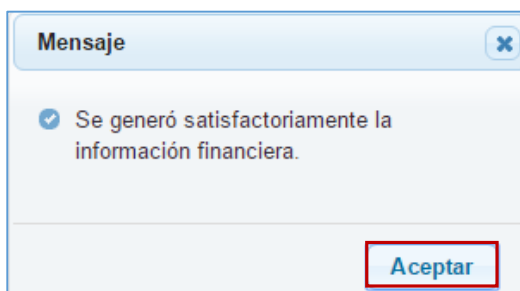 Mensaje
Se generó satisfactoriamente la
información financiera.
Aceptar